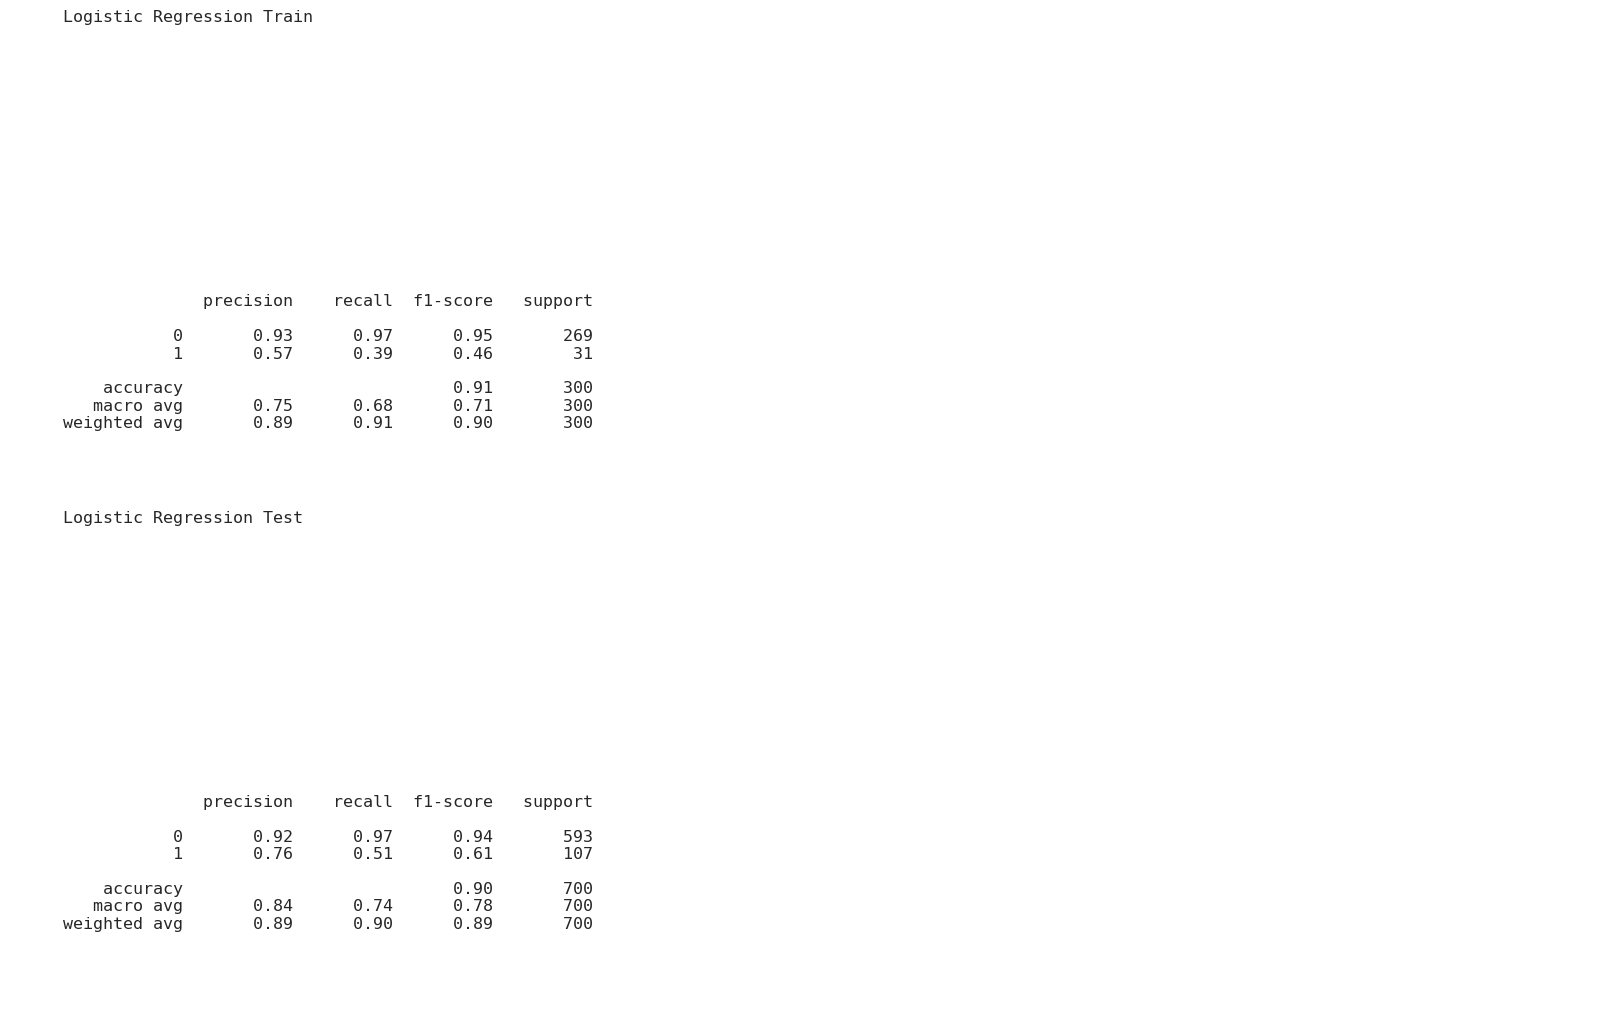 Logistic Regression Train
precision    recall  f1-score   support
0       0.93      0.97      0.95       269
1       0.57      0.39      0.46        31
accuracy                           0.91       300
macro avg       0.75      0.68      0.71       300
weighted avg       0.89      0.91      0.90       300
Logistic Regression Test
precision    recall  f1-score   support
0       0.92      0.97      0.94       593
1       0.76      0.51      0.61       107
accuracy                           0.90       700
macro avg       0.84      0.74      0.78       700
weighted avg       0.89      0.90      0.89       700